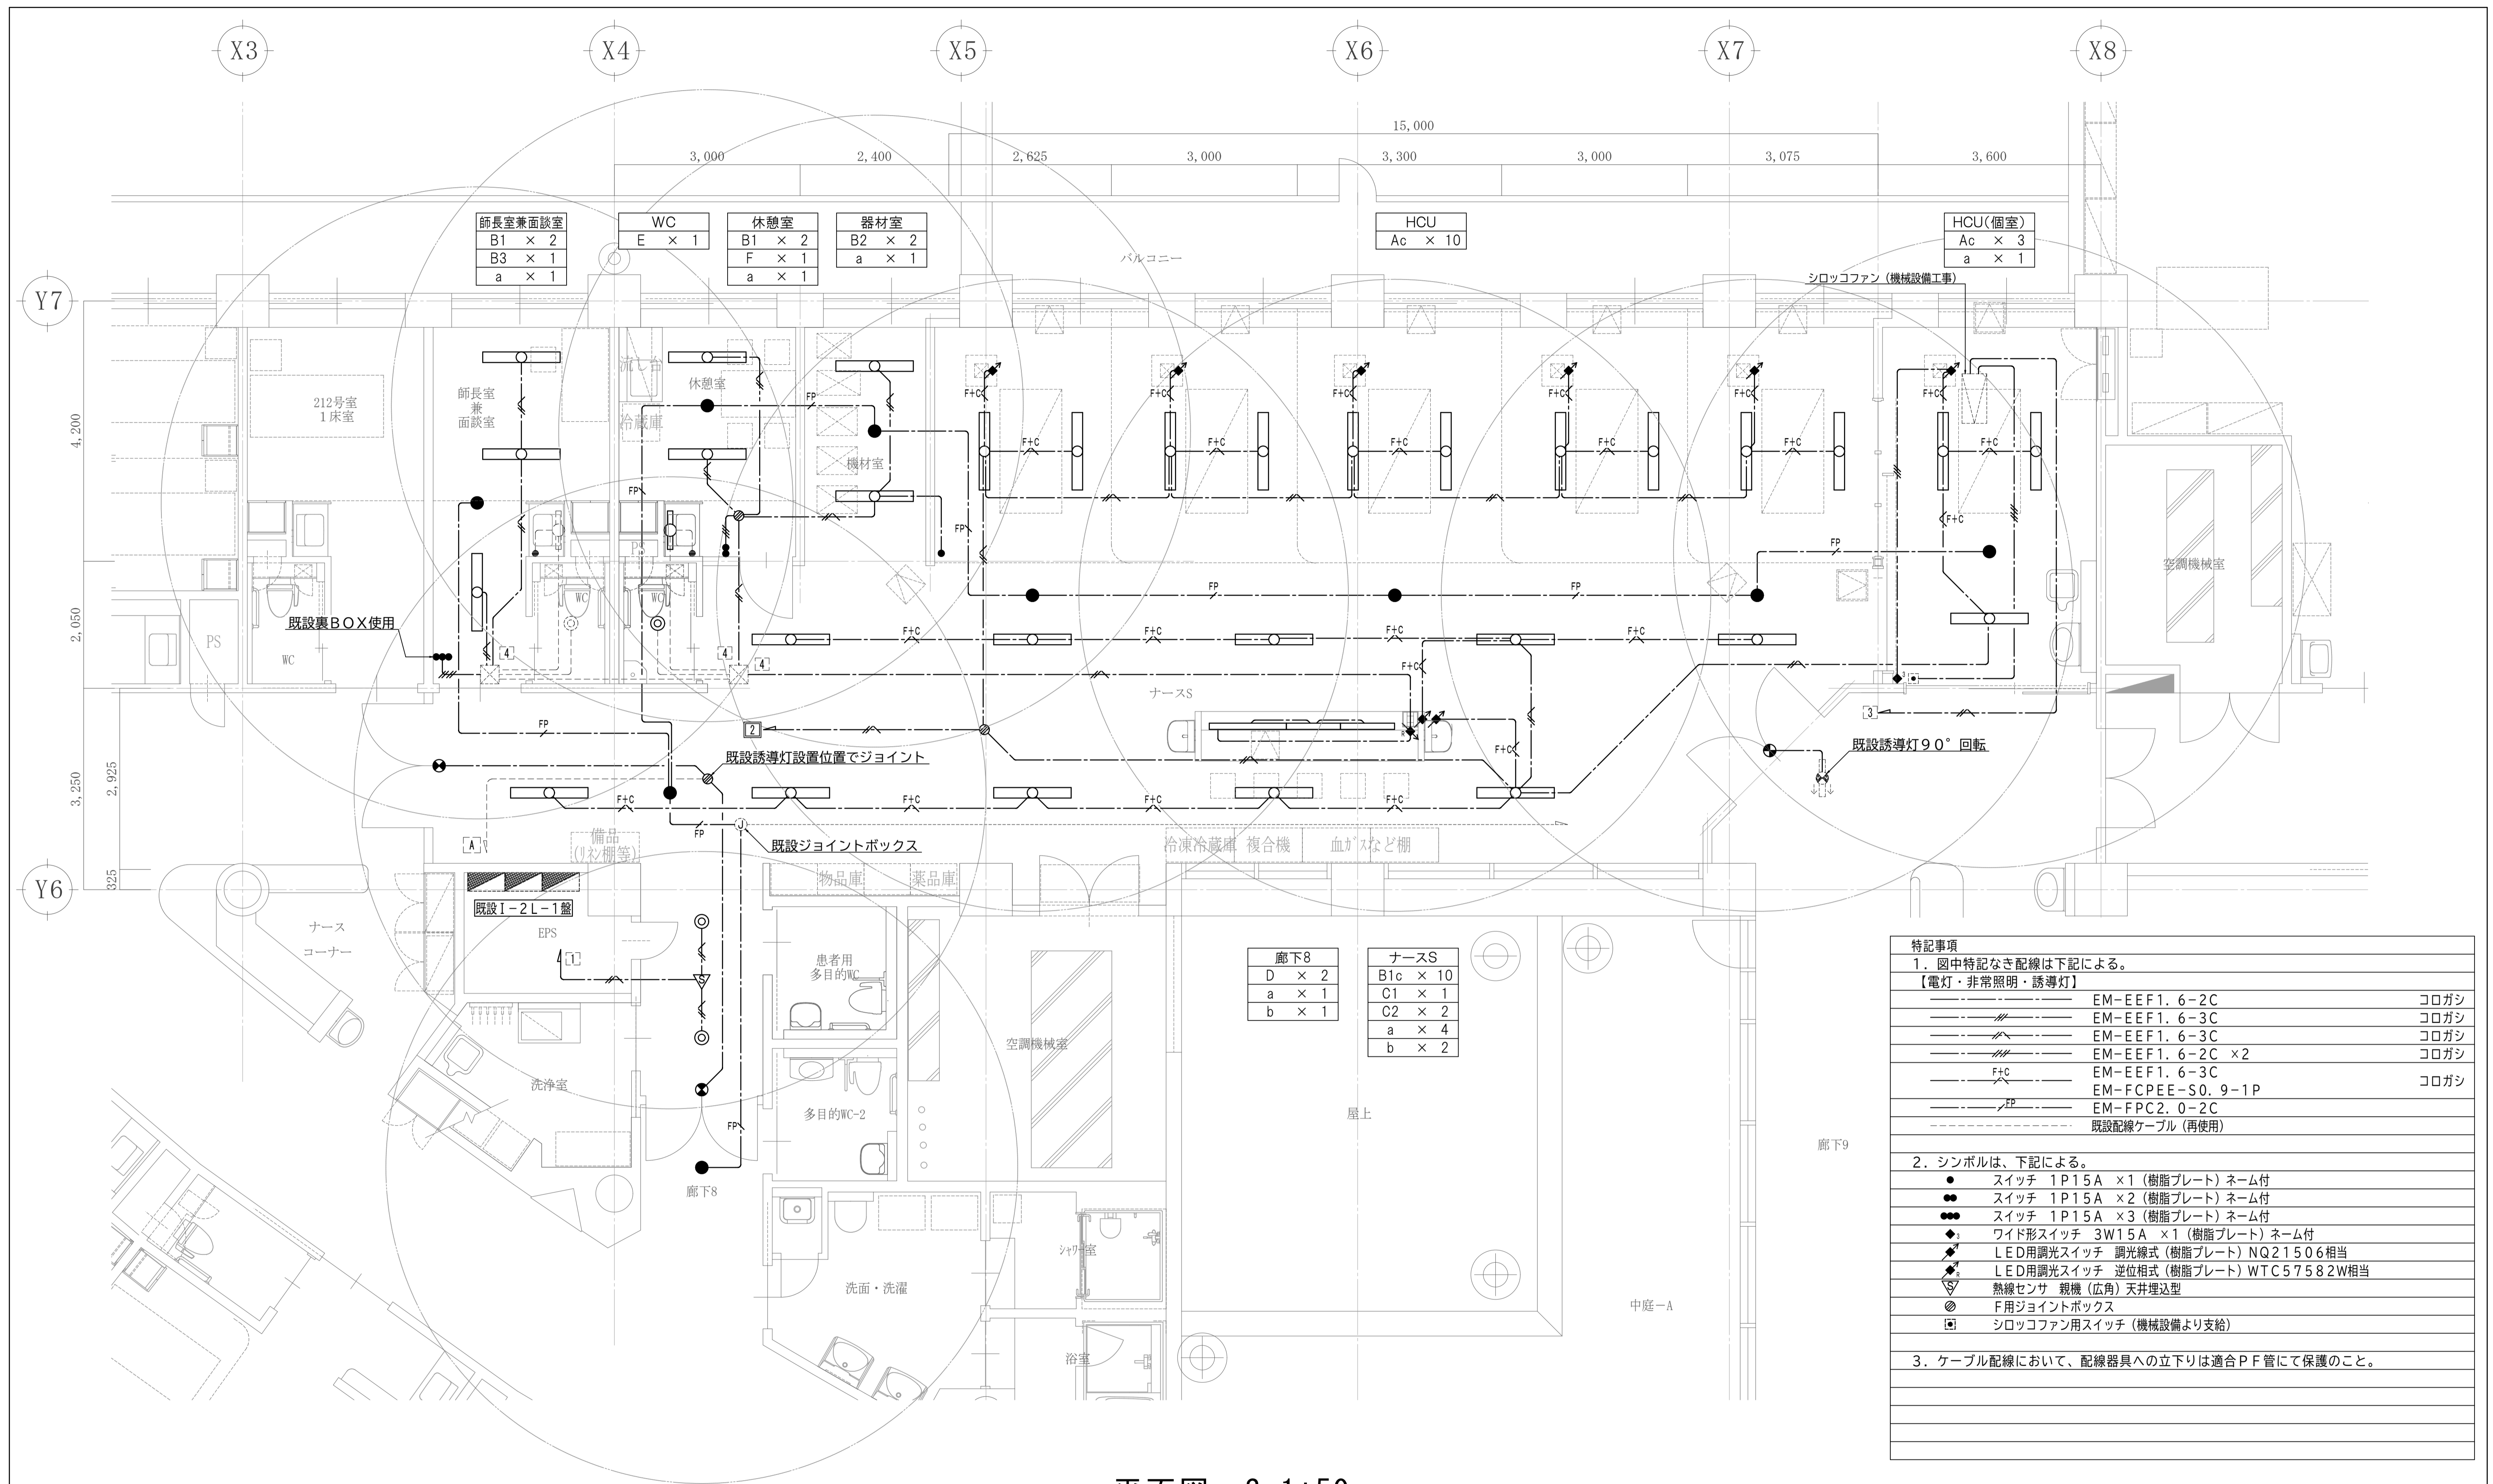 X3
X4
X5
X6
X7
X8
15,000
3,000
2,400
2,625
3,000
3,300
3,000
3,075
3,600
師長室兼面談室
B1 × 2
B3 × 1
a × 1
WC
E × 1
休憩室
B1 × 2
F × 1
a × 1
器材室
B2 × 2
a × 1
HCU
Ac × 10
HCU(個室)
Ac × 3
a × 1
バルコニー
シロッコファン（機械設備工事）
Y7
4,200
2,050
3,250
2,925
325
Y6
212号室
1床室
師長室
兼
面談室
流し台
休憩室
冷蔵庫
機材室
FP
FP
FP
F+C
F+C
F+C
F+C
F+C
F+C
F+C
F+C
F+C
F+C
F+C
F+C
F+C
FP
FP
FP
空調機械室
PS
WC
WC
WC
PS
既設裏BOX使用
4
4
4
F+C
F+C
F+C
F+C
F+C
F+C
ナースS
3
R
3
2
既設誘導灯設置位置でジョイント
既設誘導灯90°回転
FP
F+C
F+C
F+C
F+C
FP
J
既設ジョイントボックス
A
備品
(ﾘﾈﾝ棚等)
冷凍冷蔵庫
複合機
血ｶﾞｽなど棚
物品庫
薬品庫
既設I-2L-1盤
EPS
1
S
ナース
コーナー
患者用
多目的WC
空調機械室
洗浄室
多目的WC-2
FP
廊下8
洗面・洗濯
ｼｬﾜｰ室
浴室
屋上
廊下9
中庭-A
廊下8
D × 2
a × 1
b × 1
ナースS
B1c × 10
C1 × 1
C2 × 2
a × 4
b × 2
特記事項
1．図中特記なき配線は下記による。
【電灯・非常照明・誘導灯】
EM-EEF1.6-2C コロガシ
EM-EEF1.6-3C コロガシ
EM-EEF1.6-3C コロガシ
EM-EEF1.6-2C ×2 コロガシ
F+C EM-EEF1.6-3C
EM-FCPEE-S0.9-1P コロガシ
FP EM-FPC2.0-2C
既設配線ケーブル（再使用）
2．シンボルは、下記による。
スイッチ 1P15A ×1（樹脂プレート）ネーム付
スイッチ 1P15A ×2（樹脂プレート）ネーム付
スイッチ 1P15A ×3（樹脂プレート）ネーム付
3 ワイド形スイッチ 3W15A ×1（樹脂プレート）ネーム付
LED用調光スイッチ 調光線式（樹脂プレート）NQ21506相当
R LED用調光スイッチ 逆位相式（樹脂プレート）WTC57582W相当
S 熱線センサ 親機（広角）天井埋込型
F用ジョイントボックス
シロッコファン用スイッチ（機械設備より支給）
3．ケーブル配線において、配線器具への立下りは適合PF管にて保護のこと。